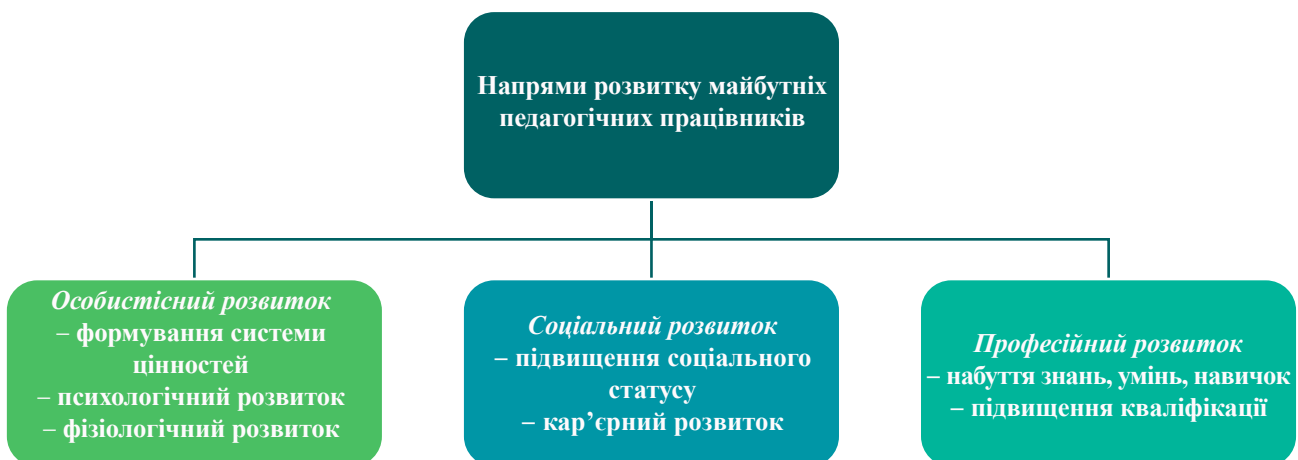 Напрями розвитку майбутніх
педагогічних працівників
Особистісний розвиток
– формування системи
цінностей
– психологічний розвиток
– фізіологічний розвиток
Соціальний розвиток
– підвищення соціального
статусу
– кар’єрний розвиток
Професійний розвиток
– набуття знань, умінь, навичок
– підвищення кваліфікації